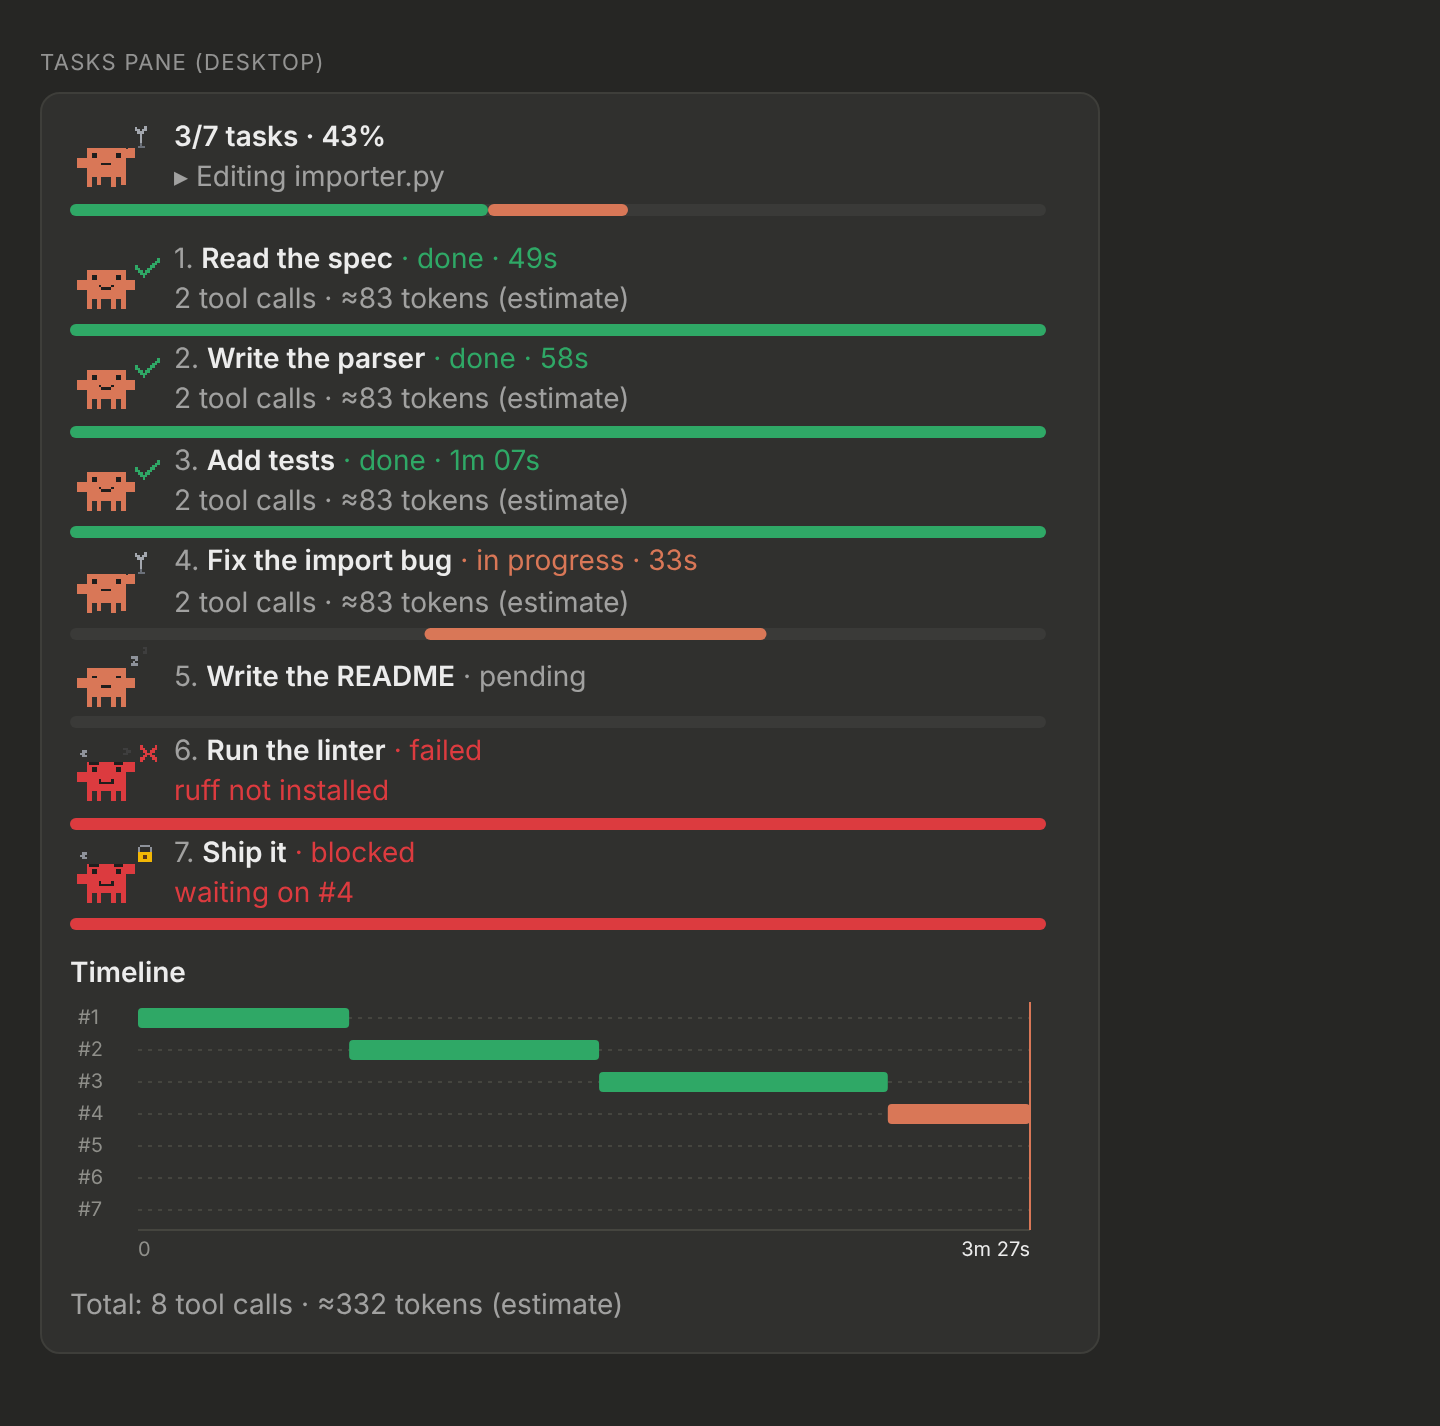 TASKS PANE (DESKTOP)
3/7 tasks · 43%
▸ Editing importer.py
1. Read the spec · done · 49s
2 tool calls · ≈83 tokens (estimate)
2. Write the parser · done · 58s
2 tool calls · ≈83 tokens (estimate)
3. Add tests · done · 1m 07s
2 tool calls · ≈83 tokens (estimate)
4. Fix the import bug · in progress · 33s
2 tool calls · ≈83 tokens (estimate)
5. Write the README · pending
6. Run the linter · failed
ruff not installed
7. Ship it · blocked
waiting on #4
Timeline
#1
#2
#3
#4
#5
#6
#7
0 3m 27s
Total: 8 tool calls · ≈332 tokens (estimate)